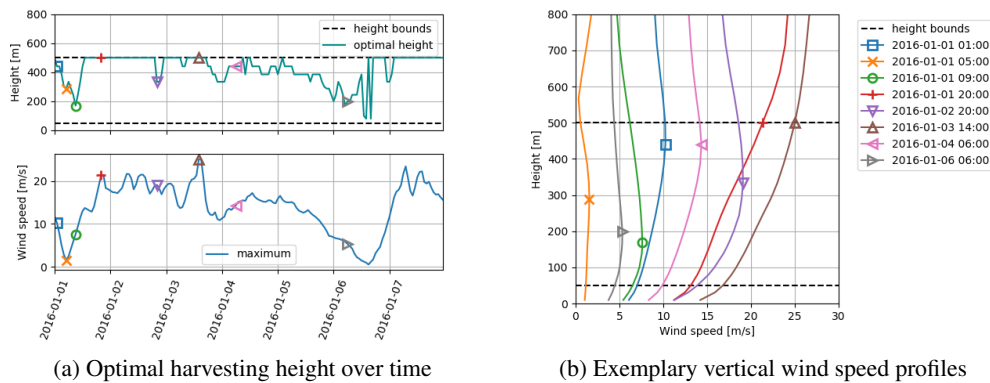 800
600
400
200
0
Height [m]
height bounds
optimal height
20
10
0
Wind speed [m/s]
maximum
2016-01-01
2016-01-02
2016-01-03
2016-01-04
2016-01-05
2016-01-06
2016-01-07
(a) Optimal harvesting height over time
800
700
600
500
400
300
200
100
0
Height [m]
0 5 10 15 20 25 30
Wind speed [m/s]
height bounds
2016-01-01 01:00
2016-01-01 05:00
2016-01-01 09:00
2016-01-01 20:00
2016-01-02 20:00
2016-01-03 14:00
2016-01-04 06:00
2016-01-06 06:00
(b) Exemplary vertical wind speed profiles